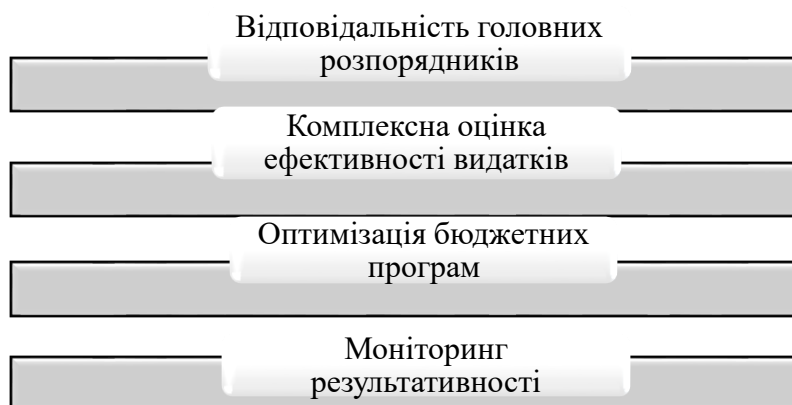 Відповідальність головних
розпорядників
Комплексна оцінка
ефективності видатків
Оптимізація бюджетних
програм
Моніторинг
результативності